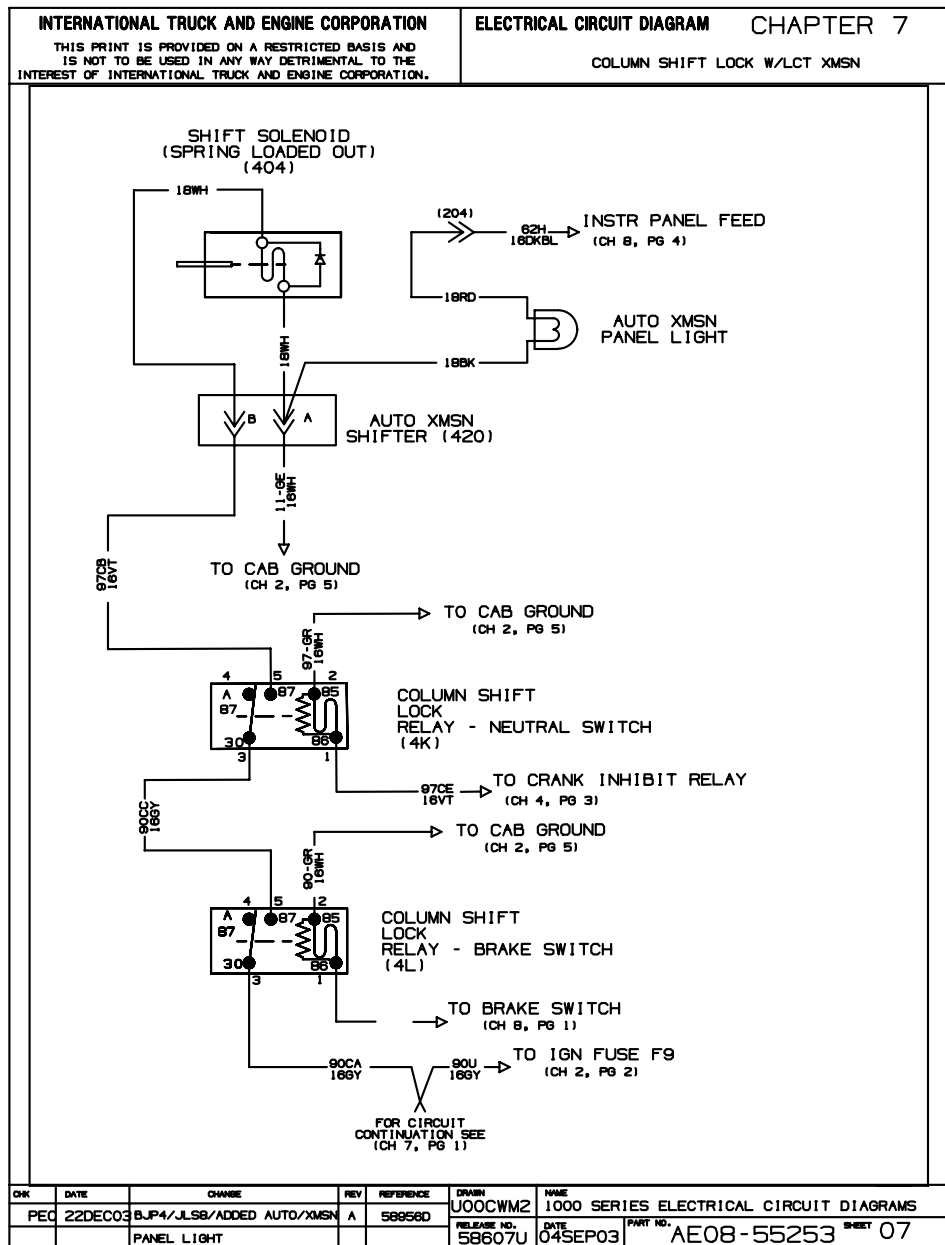 INTERNATIONAL TRUCK AND ENGINE CORPORATION
THIS PRINT IS PROVIDED ON A RESTRICTED BASIS AND
IS NOT TO BE USED IN ANY WAY DETRIMENTAL TO THE
INTEREST OF INTERNATIONAL TRUCK AND ENGINE CORPORATION.
ELECTRICAL CIRCUIT DIAGRAM CHAPTER 7
COLUMN SHIFT LOCK W/LCT XMSN
SHIFT SOLENOID
(SPRING LOADED OUT)
(404)
18WH
(204)
62H
16DKBL
INSTR PANEL FEED
(CH 8, PG 4)
18RD
AUTO XMSN
PANEL LIGHT
18WH
18BK
B A
AUTO XMSN
SHIFTER (420)
11-GE
16WH
TO CAB GROUND
(CH 2, PG 5)
97CB
16VT
TO CAB GROUND
(CH 2, PG 5)
97-GR
16WH
4 5 2
A 87 85
87
30 86
3 1
COLUMN SHIFT
LOCK
RELAY - NEUTRAL SWITCH
(4K)
97CE
16VT
TO CRANK INHIBIT RELAY
(CH 4, PG 3)
90CC
16GY
TO CAB GROUND
(CH 2, PG 5)
90-GR
16WH
4 5 2
A 87 85
87
30 86
3 1
COLUMN SHIFT
LOCK
RELAY - BRAKE SWITCH
(4L)
TO BRAKE SWITCH
(CH 8, PG 1)
90CA
16GY
90U
16GY
TO IGN FUSE F9
(CH 2, PG 2)
FOR CIRCUIT
CONTINUATION SEE
(CH 7, PG 1)
CHK DATE CHANGE REV REFERENCE DRAWN NAME
PEC 22DEC03 BJP4/JLS8/ADDED AUTO/XMSN A 58956D U00CWM2 1000 SERIES ELECTRICAL CIRCUIT DIAGRAMS
PANEL LIGHT RELEASE NO. 58607U DATE 04SEP03 PART NO. AE08-55253 SHEET 07